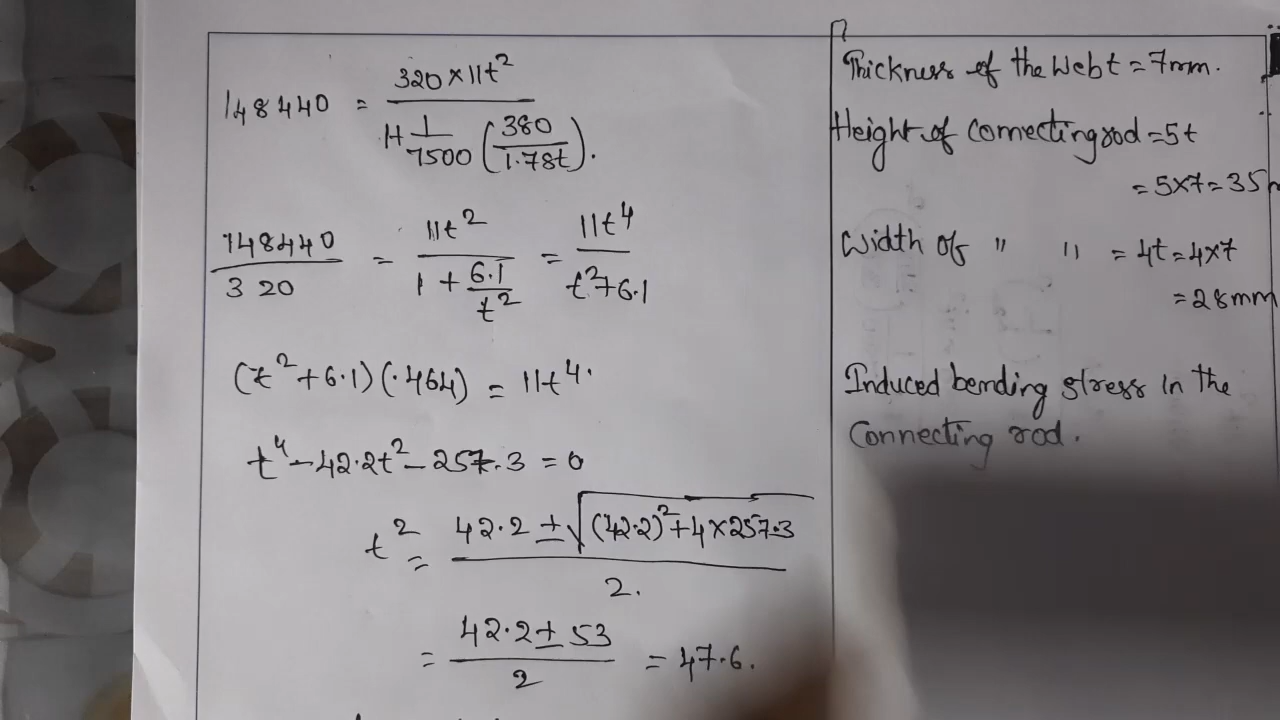 148440 = 320 × 11t² / 1+ 1/7500 (380/1.78t).
148440/320 = 11t² / 1 + 6.1/t² = 11t⁴ / t²+6.1
(t²+6.1)(.464) = 11t⁴.
t⁴ - 42.2t² - 257.3 = 0
t² = 42.2 ± √(42.2)²+4×257.3 / 2.
= 42.2 ± 53 / 2 = 47.6.
Thickness of the Web t = 7mm.
Height of Connecting rod = 5t
= 5×7 = 35
Width of " " = 4t = 4×7
= 28mm
Induced bending stress in the
Connecting rod.